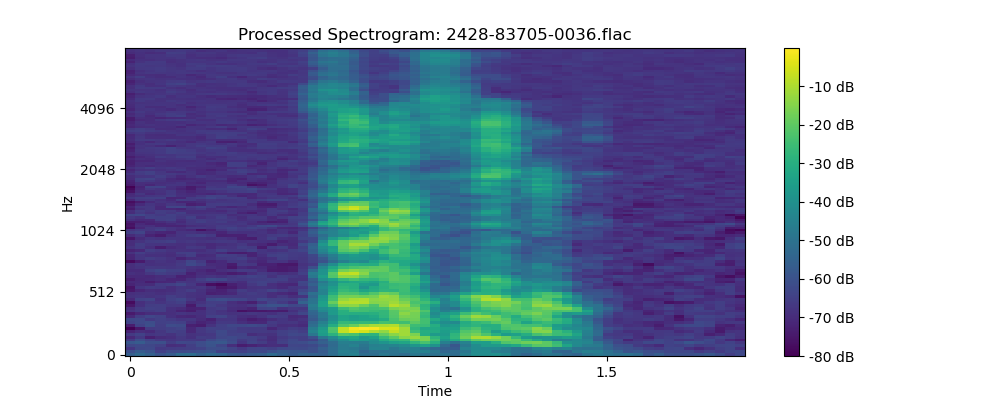 Processed Spectrogram: 2428-83705-0036.flac
Hz
4096
2048
1024
512
0
0
0.5
1
1.5
Time
-10 dB
-20 dB
-30 dB
-40 dB
-50 dB
-60 dB
-70 dB
-80 dB